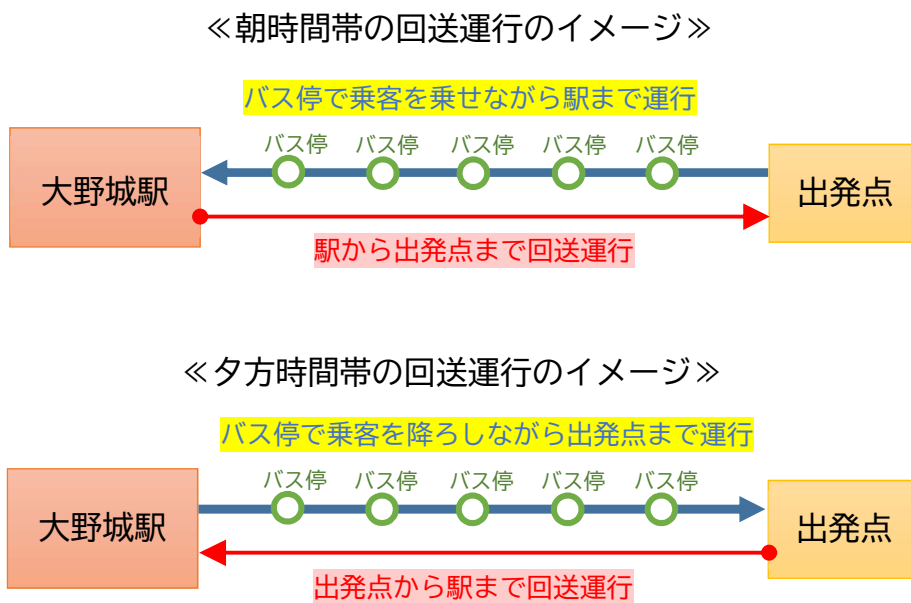 ≪朝時間帯の回送運行のイメージ≫
バス停で乗客を乗せながら駅まで運行
バス停 バス停 バス停 バス停 バス停
大野城駅
出発点
駅から出発点まで回送運行
≪夕方時間帯の回送運行のイメージ≫
バス停で乗客を降ろしながら出発点まで運行
バス停 バス停 バス停 バス停 バス停
大野城駅
出発点
出発点から駅まで回送運行